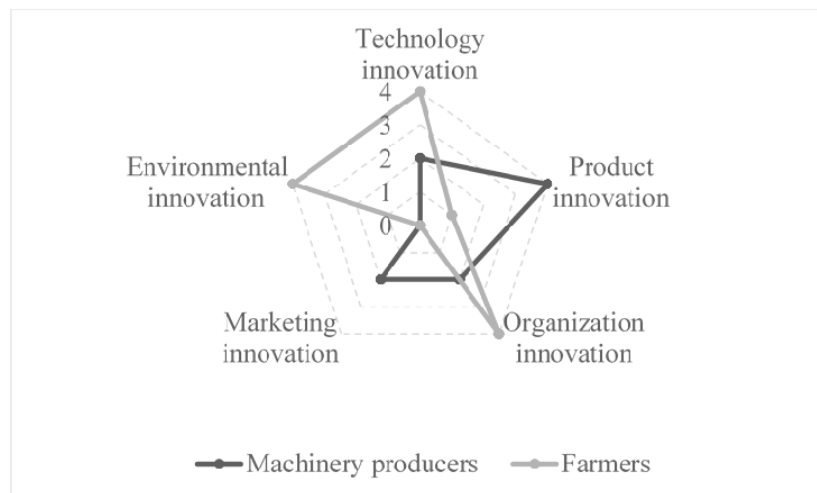 Technology
innovation
4
3
2
1
0
Environmental
innovation
Product
innovation
Marketing
innovation
Organization
innovation
Machinery producers
Farmers